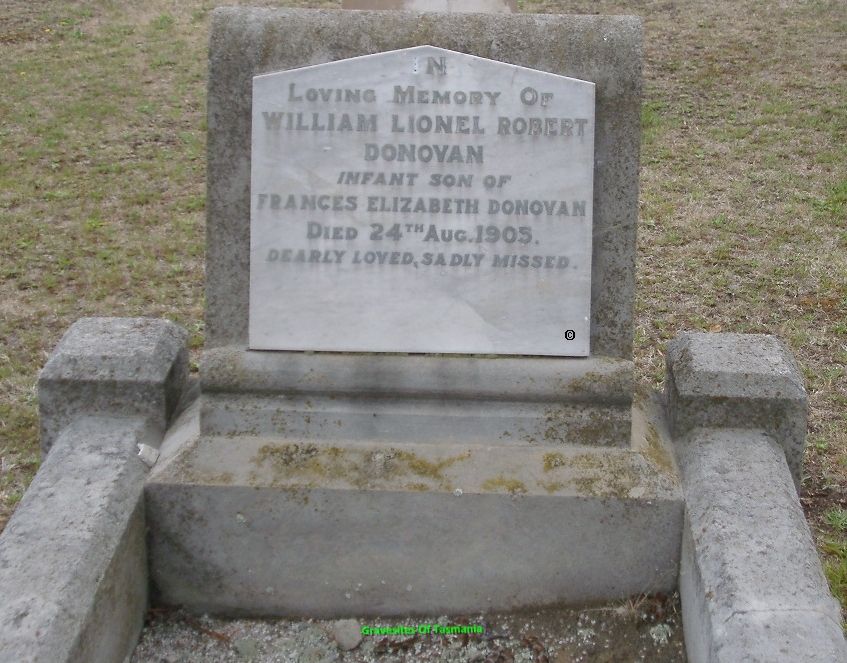 IN
LOVING MEMORY OF
WILLIAM LIONEL ROBERT
DONOVAN
INFANT SON OF
FRANCES ELIZABETH DONOVAN
DIED 24TH AUG. 1905.
DEARLY LOVED, SADLY MISSED.
©
Gravesites Of Tasmania